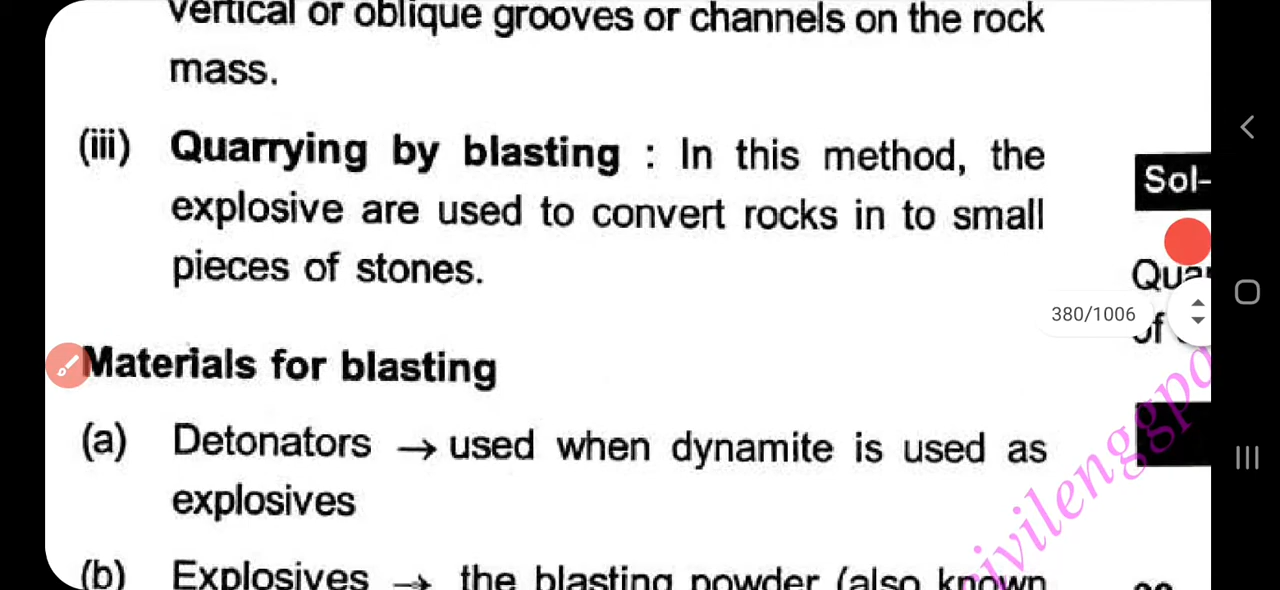 vertical or oblique grooves or channels on the rock
mass.
(iii) Quarrying by blasting : In this method, the
explosive are used to convert rocks in to small
pieces of stones.
Materials for blasting
(a) Detonators → used when dynamite is used as
explosives
(b) Explosives → the blasting powder (also known
Sol-
380/1006
of